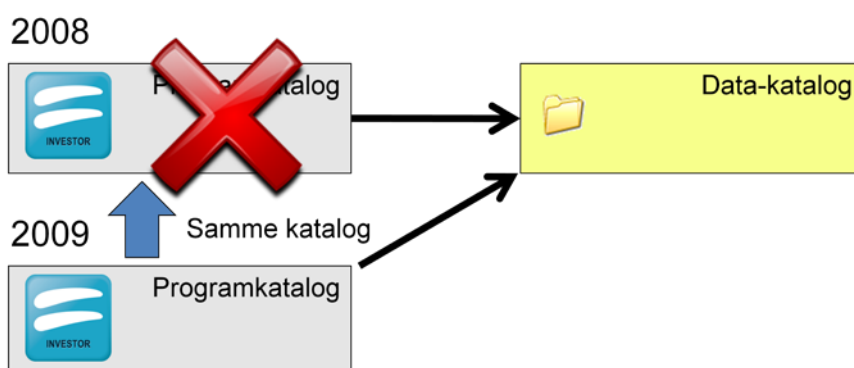 2008
INVESTOR
Data-katalog
2009
Samme katalog
INVESTOR
Programkatalog